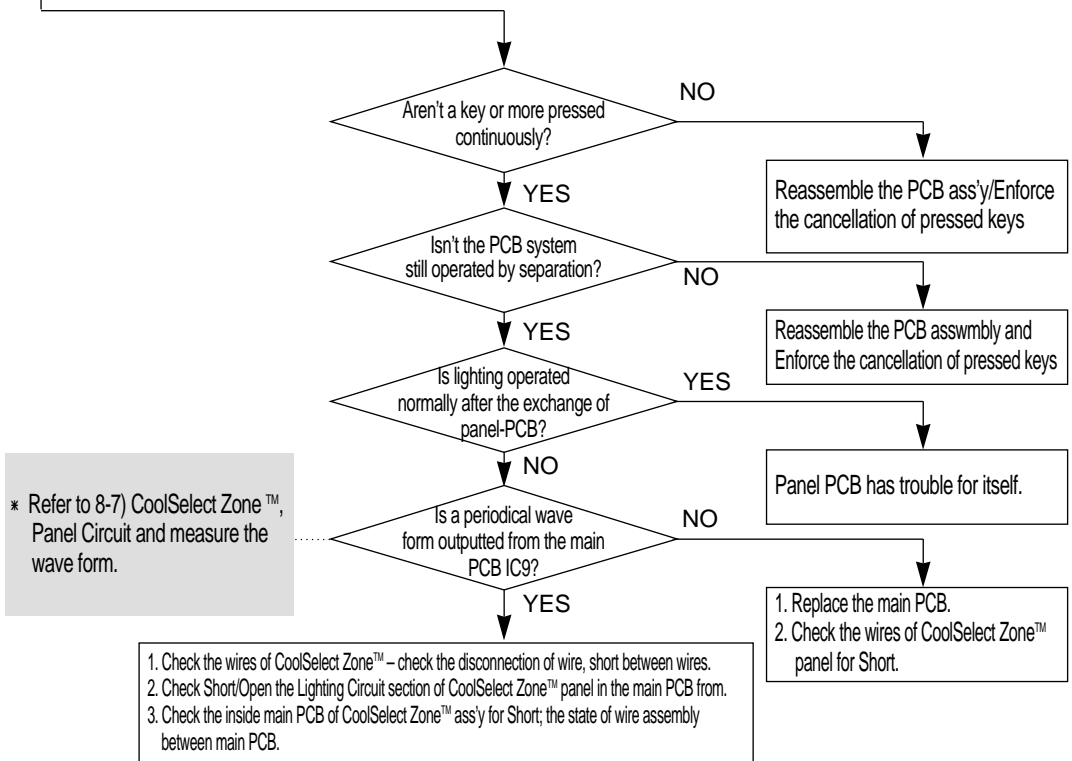 Aren't a key or more pressed
continuously?
NO
Reassemble the PCB ass'y/Enforce
the cancellation of pressed keys
YES
Isn't the PCB system
still operated by separation?
NO
Reassemble the PCB asswmbly and
Enforce the cancellation of pressed keys
YES
Is lighting operated
normally after the exchange of
panel-PCB?
YES
Panel PCB has trouble for itself.
NO
* Refer to 8-7) CoolSelect Zone ™,
Panel Circuit and measure the
wave form.
Is a periodical wave
form outputted from the main
PCB IC9?
NO
1. Replace the main PCB.
2. Check the wires of CoolSelect Zone™
panel for Short.
YES
1. Check the wires of CoolSelect Zone™ – check the disconnection of wire, short between wires.
2. Check Short/Open the Lighting Circuit section of CoolSelect Zone™ panel in the main PCB from.
3. Check the inside main PCB of CoolSelect Zone™ ass'y for Short; the state of wire assembly
between main PCB.